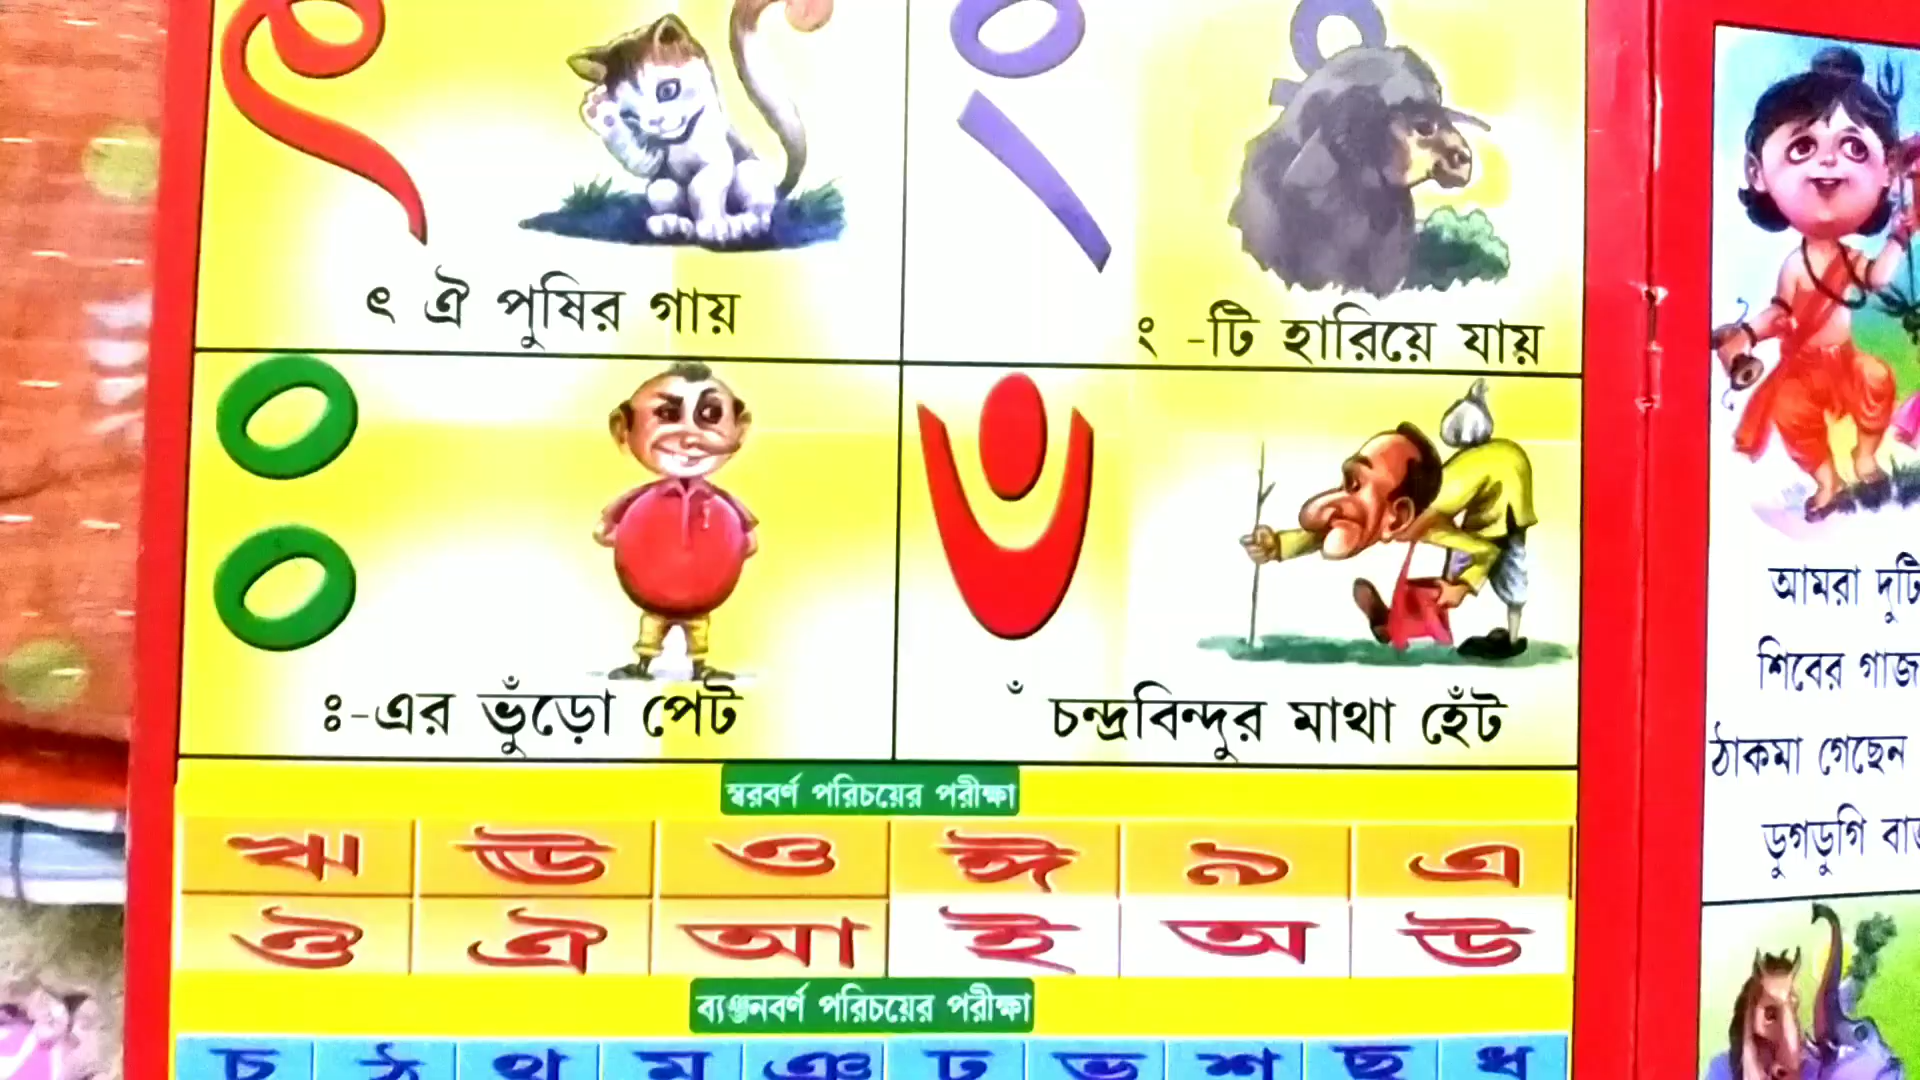 ৎ
ং
ৎ ঐ পুষির গায়
ং -টি হারিয়ে যায়
ঃ
ঁ
ঃ-এর ভুঁড়ো পেট
ঁ চন্দ্রবিন্দুর মাথা হেঁট
স্বরবর্ণ পরিচয়ের পরীক্ষা
ঋ ঊ ও ঈ ৯ এ
ঔ ঐ আ ই অ উ
ব্যঞ্জনবর্ণ পরিচয়ের পরীক্ষা
চ ঠ থ ম ঞ ঢ ভ শ ছ ধ
আমরা দুটি
শিবের
ঠাকমা গেছেন
ডুগডুগি